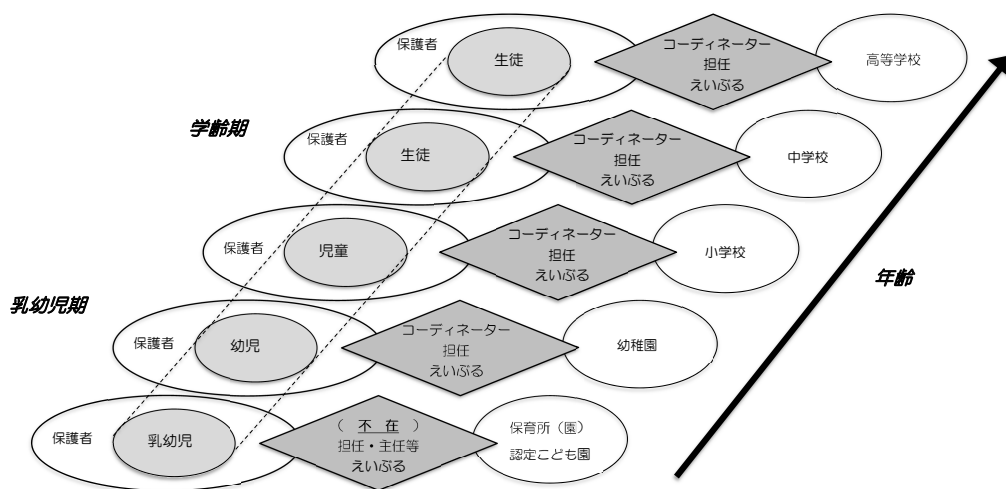 保護者
生徒
コーディネーター
担任
えいぶる
高等学校
学齢期
保護者
生徒
コーディネーター
担任
えいぶる
中学校
保護者
児童
コーディネーター
担任
えいぶる
小学校
年齢
乳幼児期
保護者
幼児
コーディネーター
担任
えいぶる
幼稚園
保護者
乳幼児
（ 不 在 ）
担任・主任等
えいぶる
保育所（園）
認定こども園